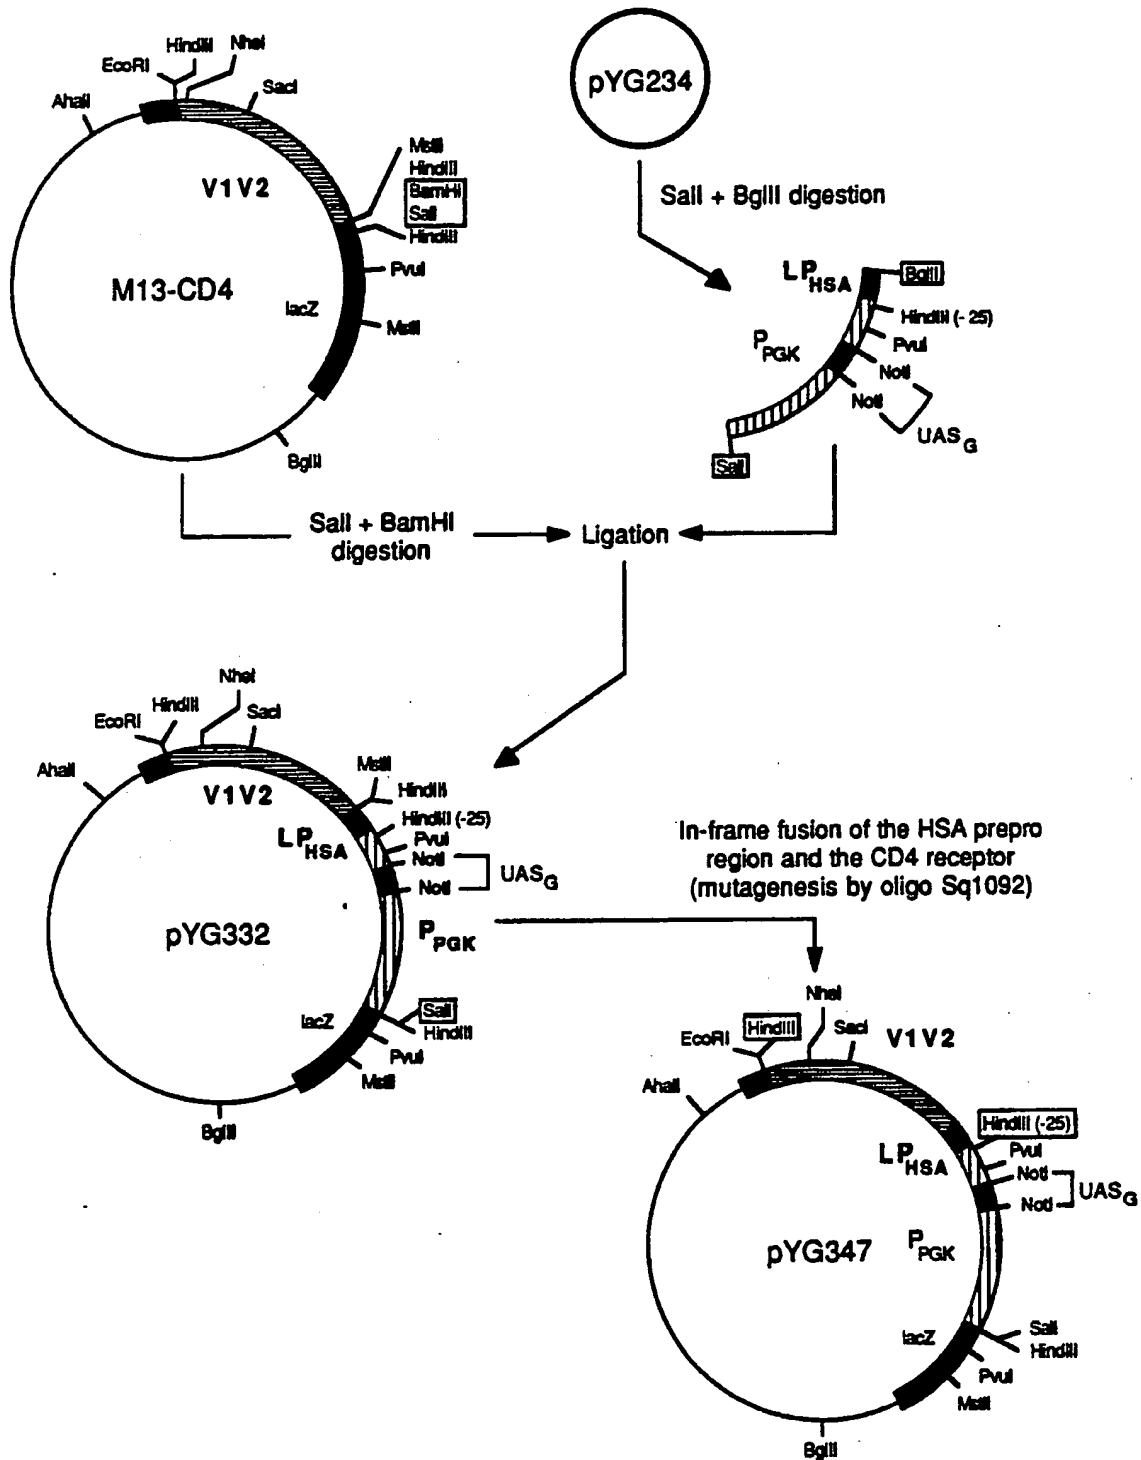 HindIII
NheI
EcoRI
SacI
AhaII
MstII
HindIII
BamHI
SalI
HindIII
V1V2
PvuI
M13-CD4
lacZ
MstII
BglII
pYG234
SalI + BglII digestion
LP HSA
BglII
HindIII (-25)
PvuI
P PGK
NotI
NotI
UAS G
SalI
SalI + BamHI
digestion
Ligation
NheI
HindIII
SacI
EcoRI
AhaII
MstII
HindIII
V1V2
HindIII (-25)
LP HSA
PvuI
NotI
UAS G
NotI
pYG332
P PGK
SalI
lacZ
HindIII
PvuI
MstII
BglII
In-frame fusion of the HSA prepro
region and the CD4 receptor
(mutagenesis by oligo Sq1092)
NheI
HindIII
SacI
V1V2
EcoRI
AhaII
HindIII (-25)
LP HSA
PvuI
NotI
UAS G
NotI
pYG347
P PGK
lacZ
SalI
HindIII
PvuI
MstII
BglII